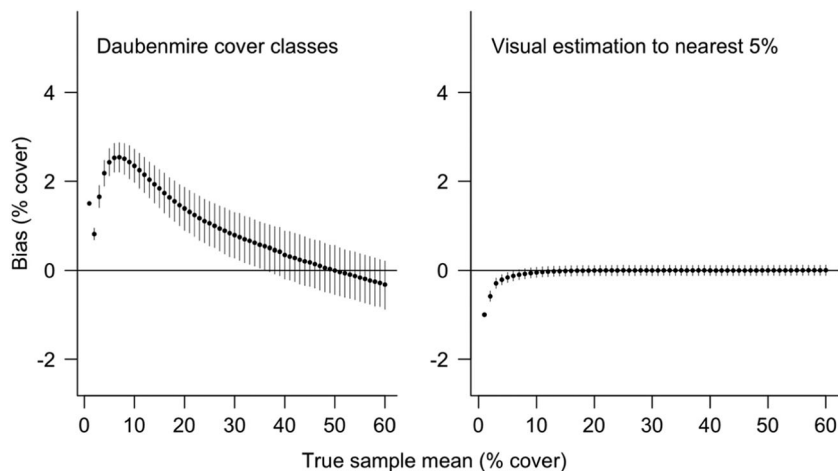 Daubenmire cover classes
Visual estimation to nearest 5%
Bias (% cover)
4
2
0
-2
4
2
0
-2
0 10 20 30 40 50 60
0 10 20 30 40 50 60
True sample mean (% cover)